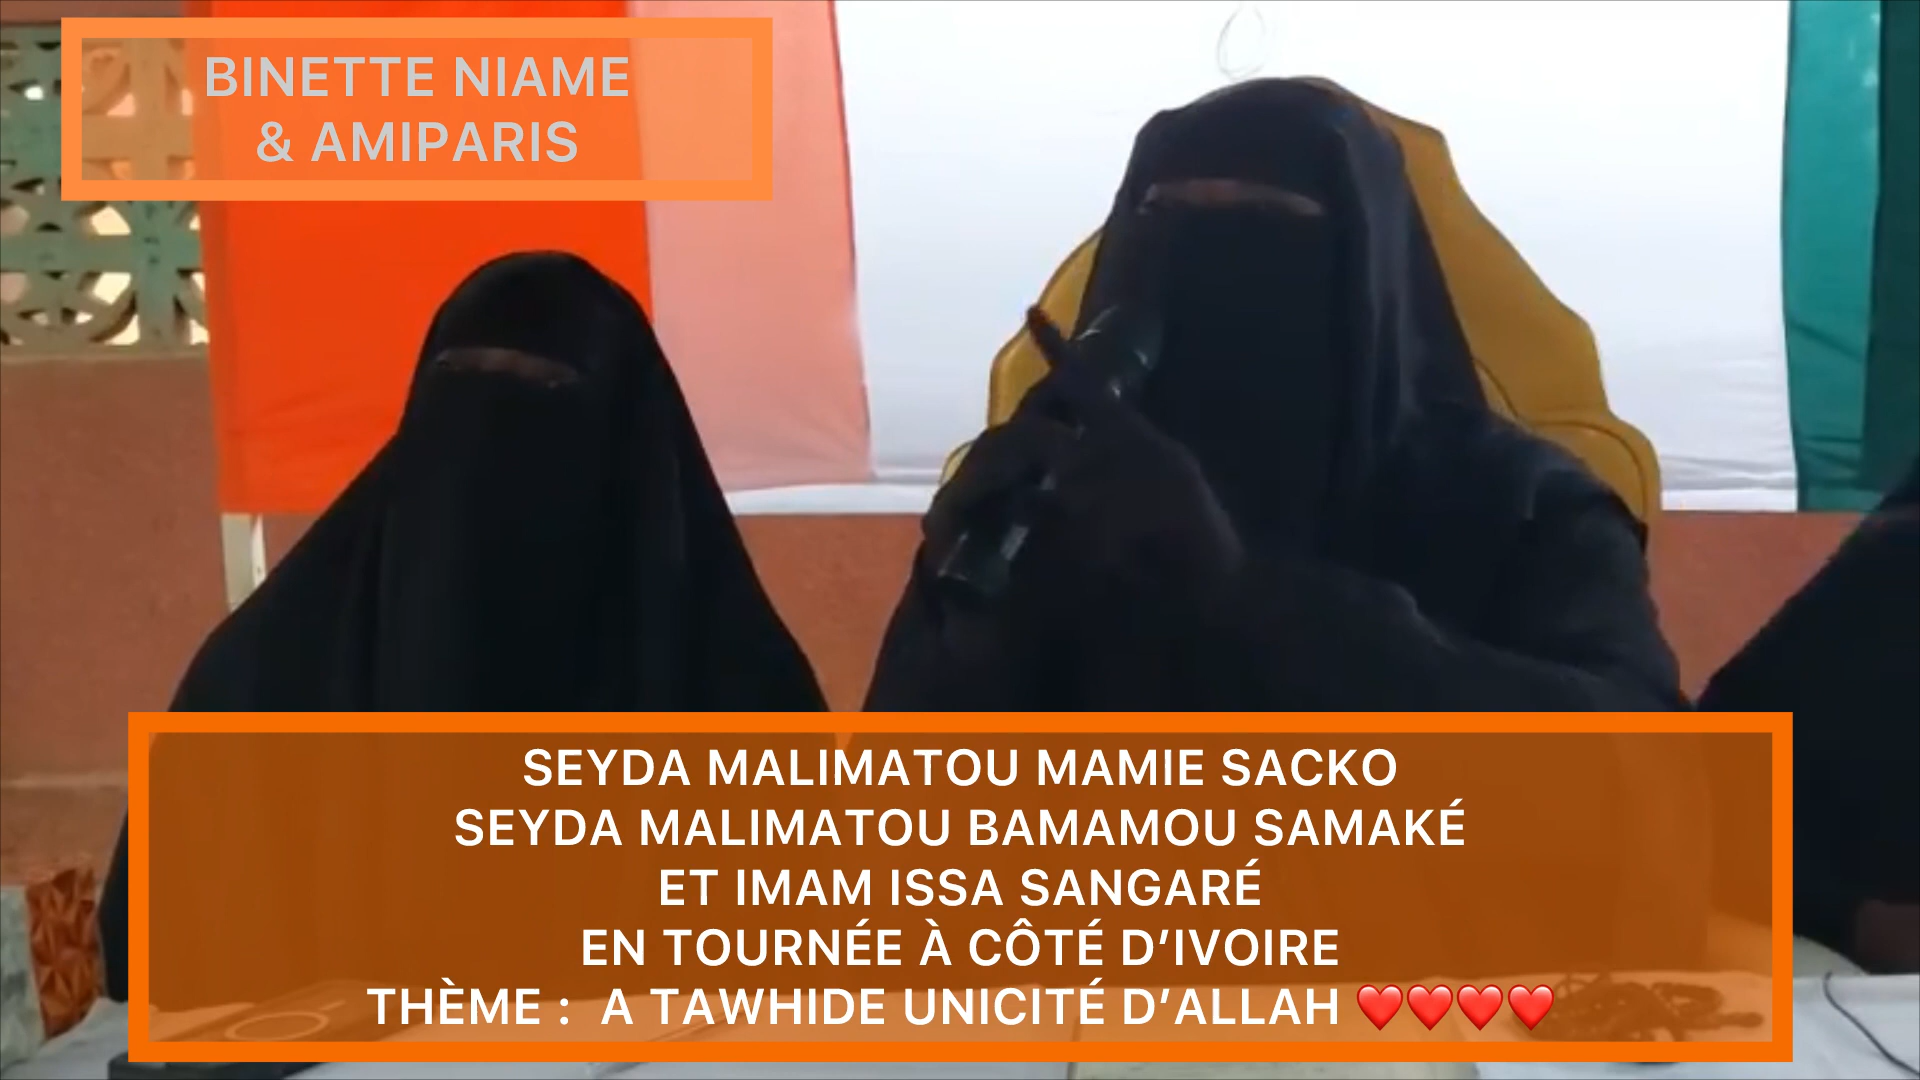 BINETTE NIAME
& AMIPARIS
SEYDA MALIMATOU MAMIE SACKO
SEYDA MALIMATOU BAMAMOU SAMAKÉ
ET IMAM ISSA SANGARÉ
EN TOURNÉE À CÔTÉ D’IVOIRE
THÈME :  A TAWHIDE UNICITÉ D’ALLAH ❤️❤️❤️❤️